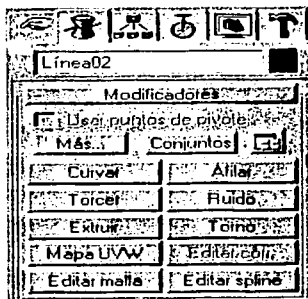 Línea02
Modificadores
Usar puntos de pivote
Más... Conjuntos
Curvar Afilar
Torcer Ruido
Extruir Torno
Mapa UVW Editar
Editar malla Editar spline